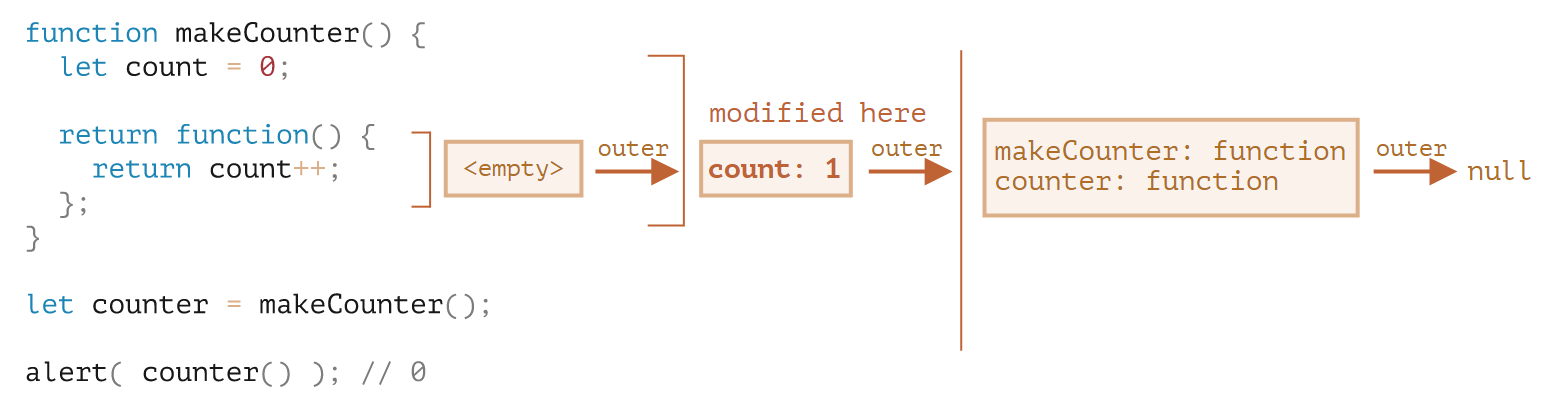 function makeCounter() {
  let count = 0;
  return function() {
    return count++;
  };
}
let counter = makeCounter();
alert( counter() ); // 0
<empty>
outer
modified here
count: 1
outer
makeCounter: function
counter: function
outer
null